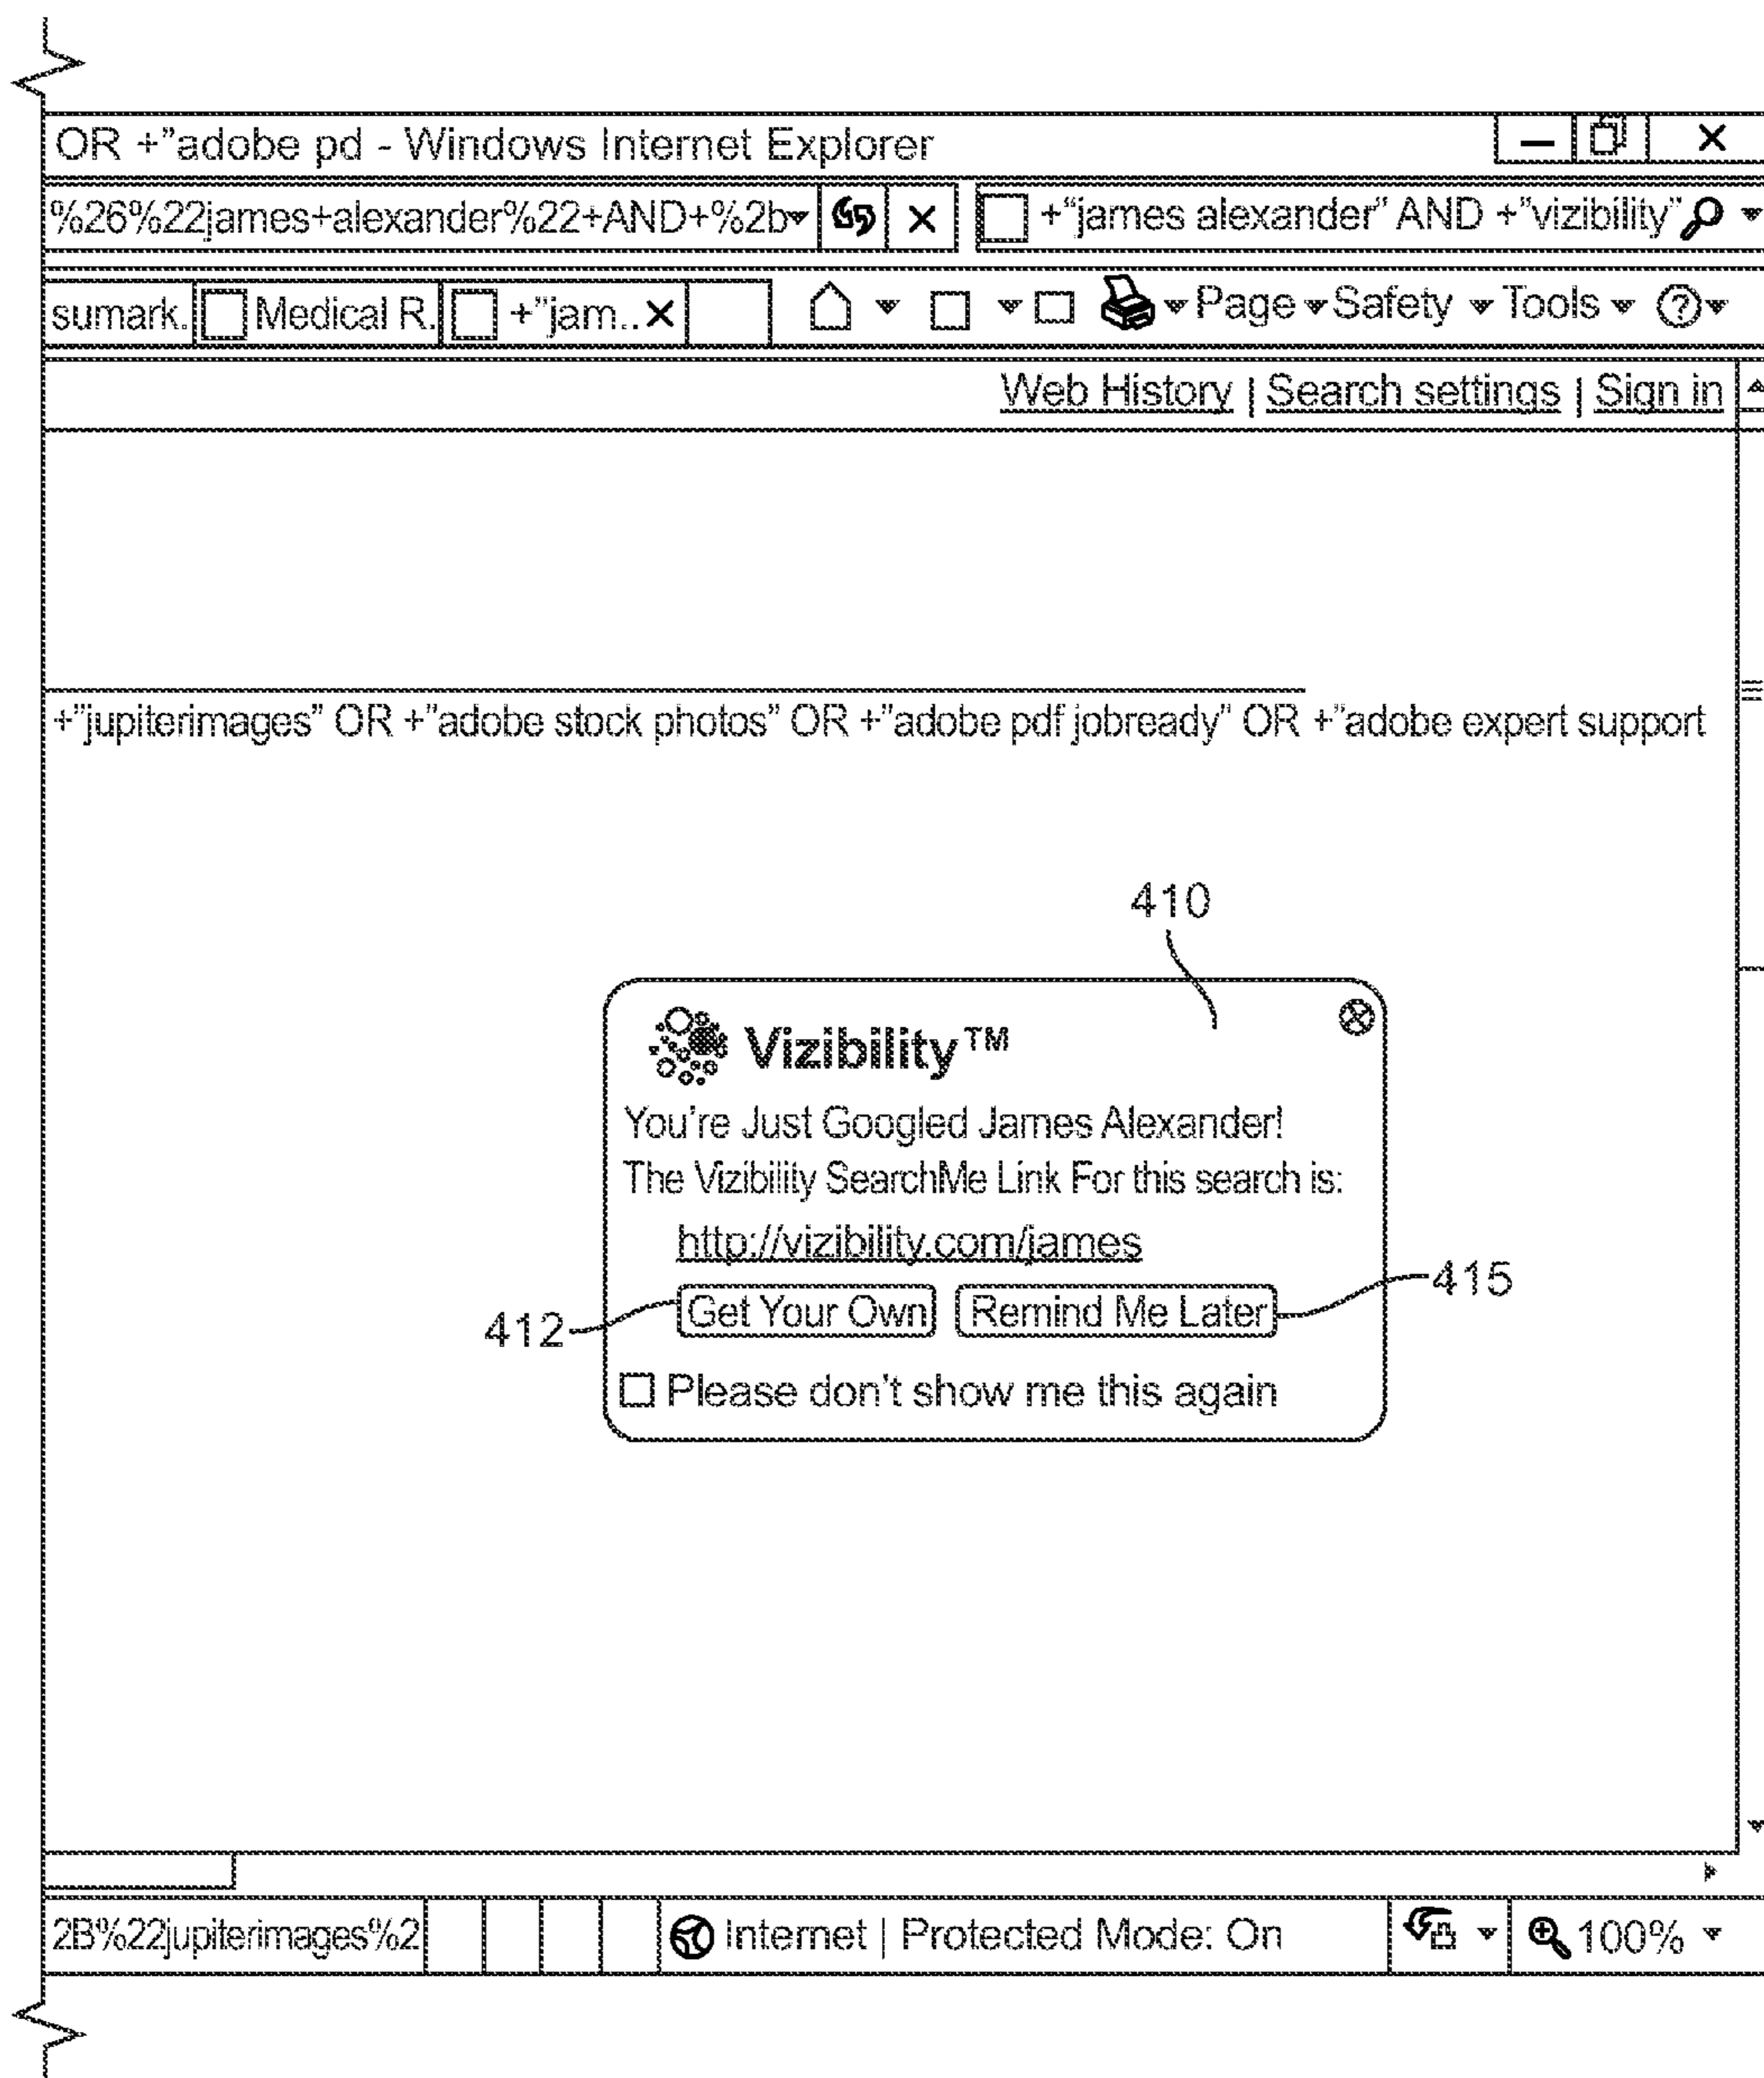 OR +”adobe pd - Windows Internet Explorer
%26%22james+alexander%22+AND+%2b
+“james alexander” AND +”vizibility”
sumark. Medical R. +”jam.. Page Safety Tools ?
Web History | Search settings | Sign in
+”jupiterimages” OR +”adobe stock photos” OR +”adobe pdf jobready” OR +”adobe expert support
410
Vizibility™
You’re Just Googled James Alexander!
The Vizibility SearchMe Link For this search is:
http://vizibility.com/james
412 Get Your Own Remind Me Later 415
Please don’t show me this again
2B%22jupiterimages%2 Internet | Protected Mode: On 100%